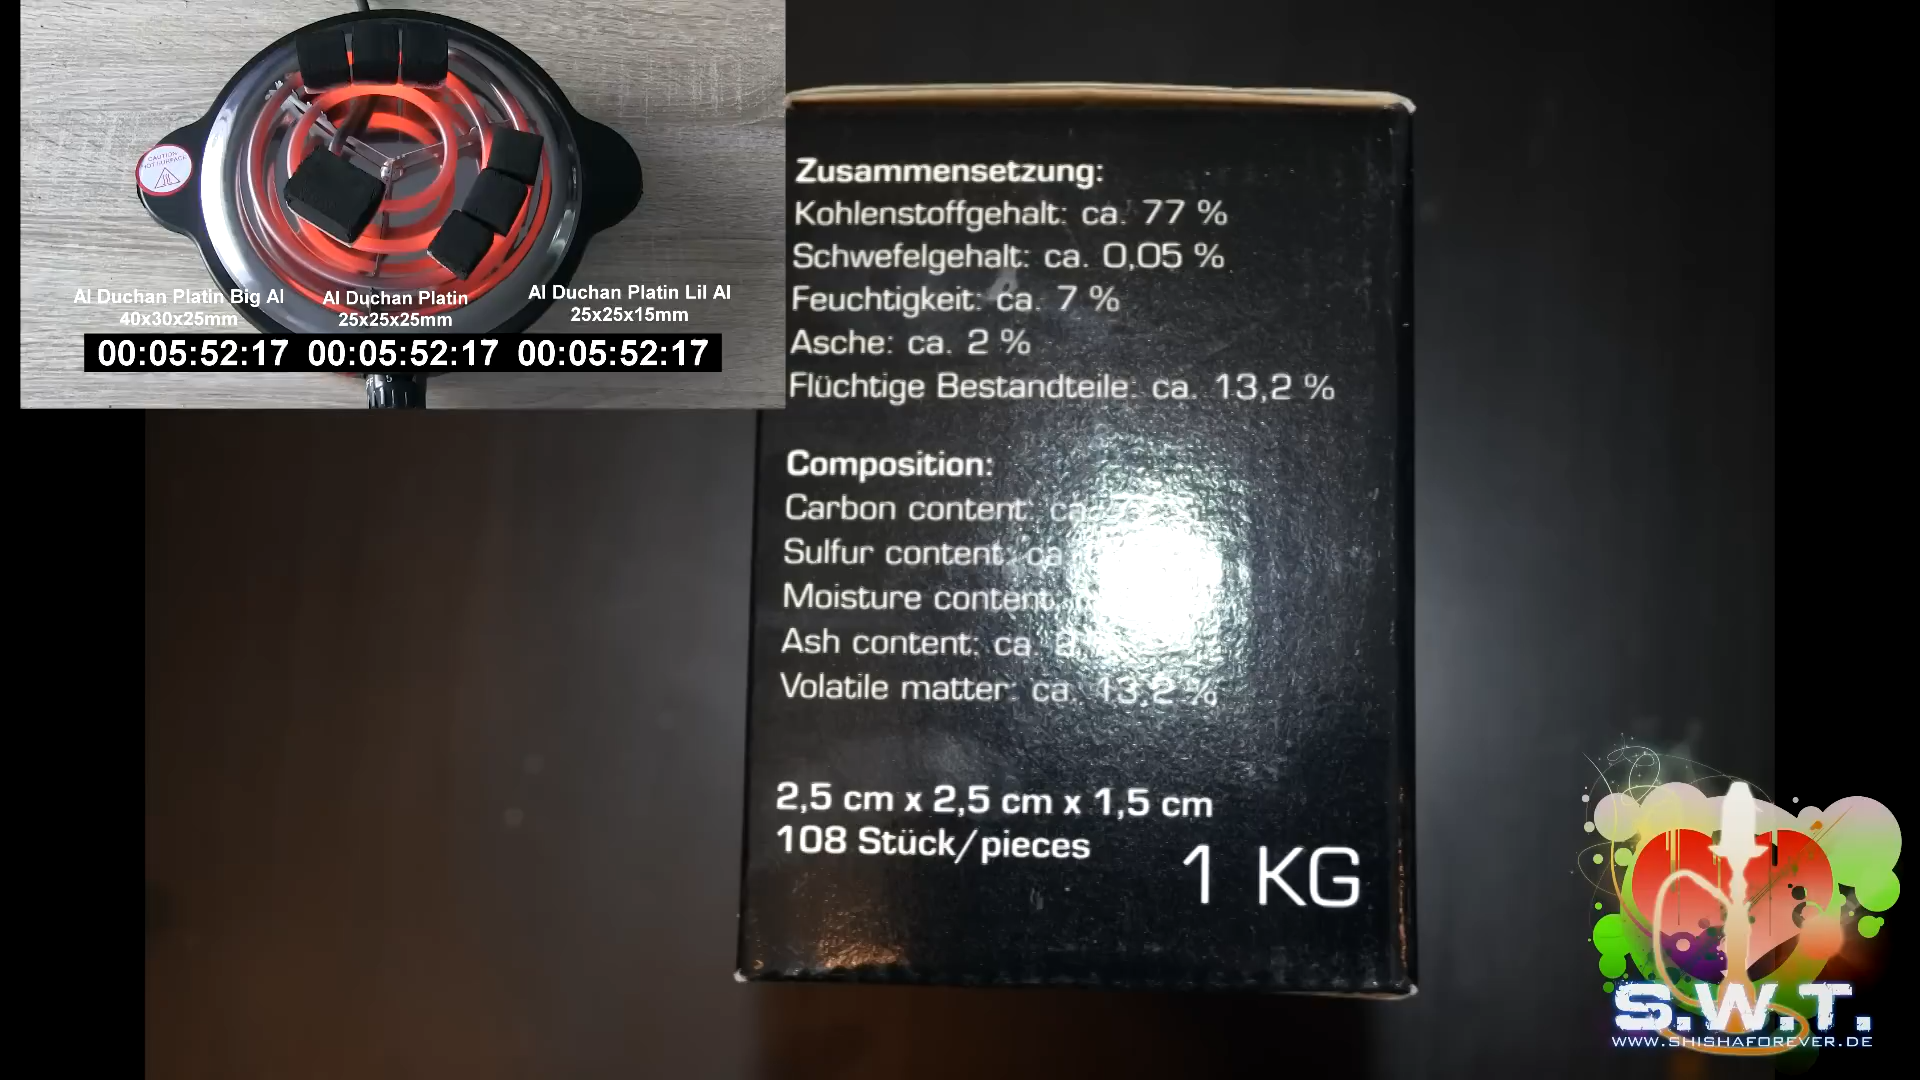 CAUTION
HOT SURFACE
Al Duchan Platin Big Al
40x30x25mm
Al Duchan Platin
25x25x25mm
Al Duchan Platin Lil Al
25x25x15mm
00:05:52:17 00:05:52:17 00:05:52:17
Zusammensetzung:
Kohlenstoffgehalt: ca. 77 %
Schwefelgehalt: ca. 0,05 %
Feuchtigkeit: ca. 7 %
Asche: ca. 2 %
Flüchtige Bestandteile: ca. 13,2 %
Composition:
Carbon content: ca.
Sulfur content: ca
Moisture content
Ash content: ca.
Volatile matter: ca. 13,2 %
2,5 cm x 2,5 cm x 1,5 cm
108 Stück/pieces
1 KG
S.W.T.
WWW.SHISHAFOREVER.DE